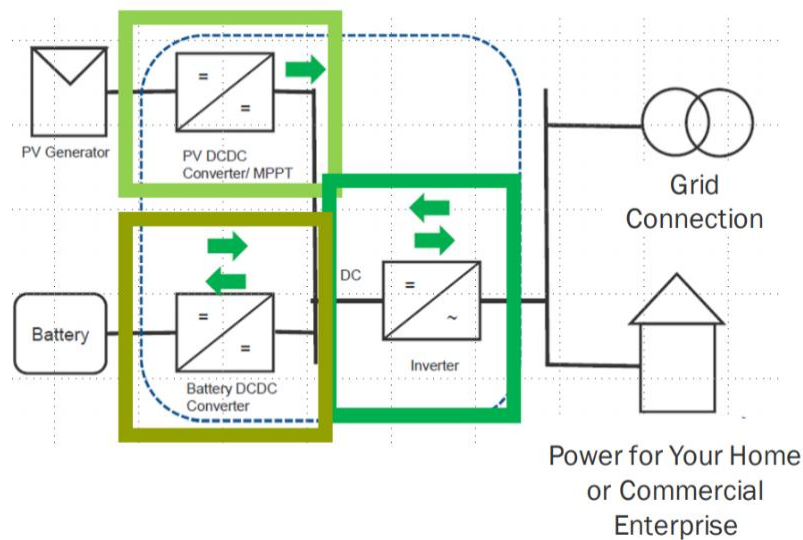 =
=
PV Generator
PV DCDC
Converter/ MPPT
Grid
Connection
DC
=
~
Inverter
Battery
=
=
Battery DCDC
Converter
Power for Your Home
or Commercial
Enterprise